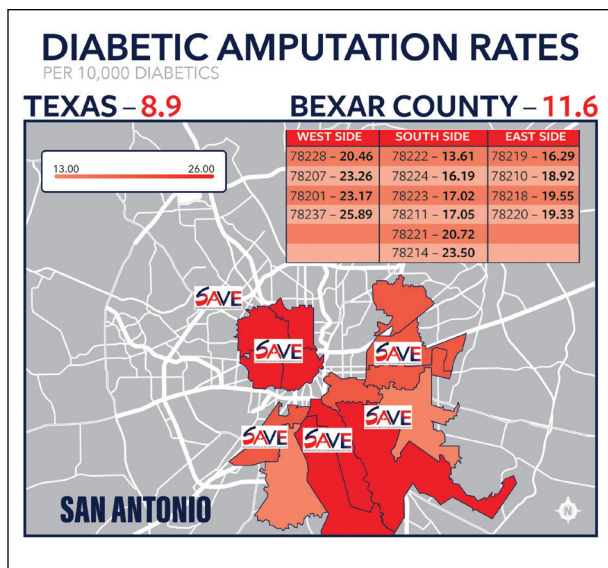 DIABETIC AMPUTATION RATES
PER 10,000 DIABETICS
TEXAS – 8.9 BEXAR COUNTY – 11.6
13.00 26.00
WEST SIDE SOUTH SIDE EAST SIDE
78228 – 20.46 78222 – 13.61 78219 – 16.29
78207 – 23.26 78224 – 16.19 78210 – 18.92
78201 – 23.17 78223 – 17.02 78218 – 19.55
78237 – 25.89 78211 – 17.05 78220 – 19.33
78221 – 20.72
78214 – 23.50
SAVE
SAVE
SAVE
SAVE
SAVE
SAVE
SAN ANTONIO
N